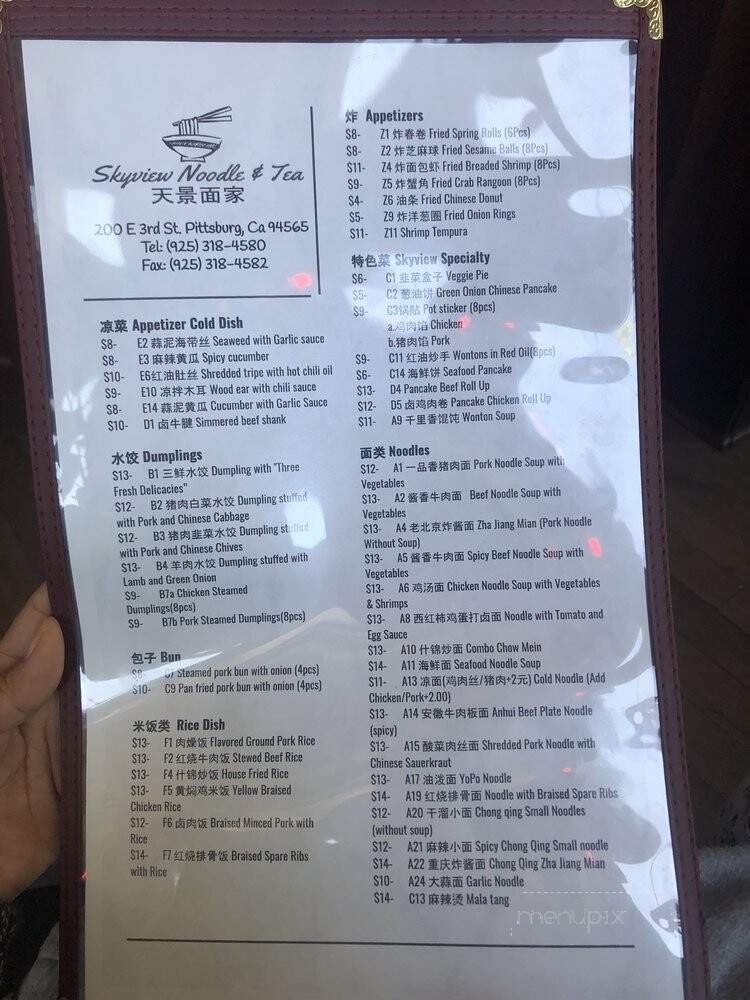 Skyview Noodle & Tea
天景面家
200 E 3rd St. Pittsburg, Ca 94565
Tel: (925) 318-4580
Fax: (925) 318-4582
凉菜 Appetizer Cold Dish
$8- E2 蒜泥海带丝 Seaweed with Garlic sauce
$8- E3 麻辣黄瓜 Spicy cucumber
$10- E6红油肚丝 Shredded tripe with hot chili oil
$9- E10 凉拌木耳 Wood ear with chili sauce
$8- E14 蒜泥黄瓜 Cucumber with Garlic Sauce
$10- D1 卤牛腱 Simmered beef shank
水饺 Dumplings
$13- B1 三鲜水饺 Dumpling with "Three
Fresh Delicacies"
$12- B2 猪肉白菜水饺 Dumpling stuffed
with Pork and Chinese Cabbage
$12- B3 猪肉韭菜水饺 Dumpling stuffed
with Pork and Chinese Chives
$13- B4 羊肉水饺 Dumpling stuffed with
Lamb and Green Onion
$9- B7a Chicken Steamed
Dumplings(8pcs)
$9- B7b Pork Steamed Dumplings(8pcs)
包子 Bun
$8- C7 Steamed pork bun with onion (4pcs)
$10- C9 Pan fried pork bun with onion (4pcs)
米饭类 Rice Dish
$13- F1 肉燥饭 Flavored Ground Pork Rice
$13- F2 红烧牛肉饭 Stewed Beef Rice
$13- F4 什锦炒饭 House Fried Rice
$13- F5 黄焖鸡米饭 Yellow Braised
Chicken Rice
$12- F6 卤肉饭 Braised Minced Pork with
Rice
$14- F7 红烧排骨饭 Braised Spare Ribs
with Rice
炸 Appetizers
$8- Z1 炸春卷 Fried Spring Rolls (6Pcs)
$8- Z2 炸芝麻球 Fried Sesame Balls (8Pcs)
$11- Z4 炸面包虾 Fried Breaded Shrimp (8Pcs)
$9- Z5 炸蟹角 Fried Crab Rangoon (8Pcs)
$4- Z6 油条 Fried Chinese Donut
$5- Z9 炸洋葱圈 Fried Onion Rings
$11- Z11 Shrimp Tempura
特色菜 Skyview Specialty
$6- C1 韭菜盒子 Veggie Pie
$5- C2 葱油饼 Green Onion Chinese Pancake
$9- C3锅贴 Pot sticker (8pcs)
a.鸡肉馅 Chicken
b.猪肉馅 Pork
$9- C11 红油炒手 Wontons in Red Oil(8pcs)
$6- C14 海鲜饼 Seafood Pancake
$13- D4 Pancake Beef Roll Up
$12- D5 卤鸡肉卷 Pancake Chicken Roll Up
$11- A9 千里香馄饨 Wonton Soup
面类 Noodles
$12- A1 一品香猪肉面 Pork Noodle Soup with
Vegetables
$13- A2 酱香牛肉面 Beef Noodle Soup with
Vegetables
$13- A4 老北京炸酱面 Zha Jiang Mian (Pork Noodle
Without Soup)
$13- A5 酱香牛肉面 Spicy Beef Noodle Soup with
Vegetables
$13- A6 鸡汤面 Chicken Noodle Soup with Vegetables
& Shrimps
$13- A8 西红柿鸡蛋打卤面 Noodle with Tomato and
Egg Sauce
$13- A10 什锦炒面 Combo Chow Mein
$14- A11 海鲜面 Seafood Noodle Soup
$11- A13 凉面(鸡肉丝/猪肉+2元) Cold Noodle (Add
Chicken/Pork+2.00)
$13- A14 安徽牛肉板面 Anhui Beef Plate Noodle
(spicy)
$13- A15 酸菜肉丝面 Shredded Pork Noodle with
Chinese Sauerkraut
$13- A17 油泼面 YoPo Noodle
$14- A19 红烧排骨面 Noodle with Braised Spare Ribs
$12- A20 干溜小面 Chong qing Small Noodles
(without soup)
$12- A21 麻辣小面 Spicy Chong Qing Small noodle
$14- A22 重庆炸酱面 Chong Qing Zha Jiang Mian
$10- A24 大蒜面 Garlic Noodle
$14- C13 麻辣烫 Mala tang
menupix